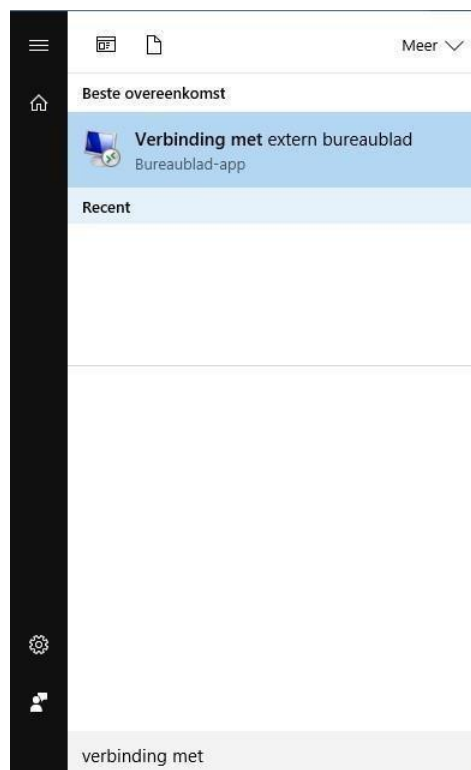 Meer
Beste overeenkomst
Verbinding met extern bureaublad
Bureaublad-app
Recent
verbinding met